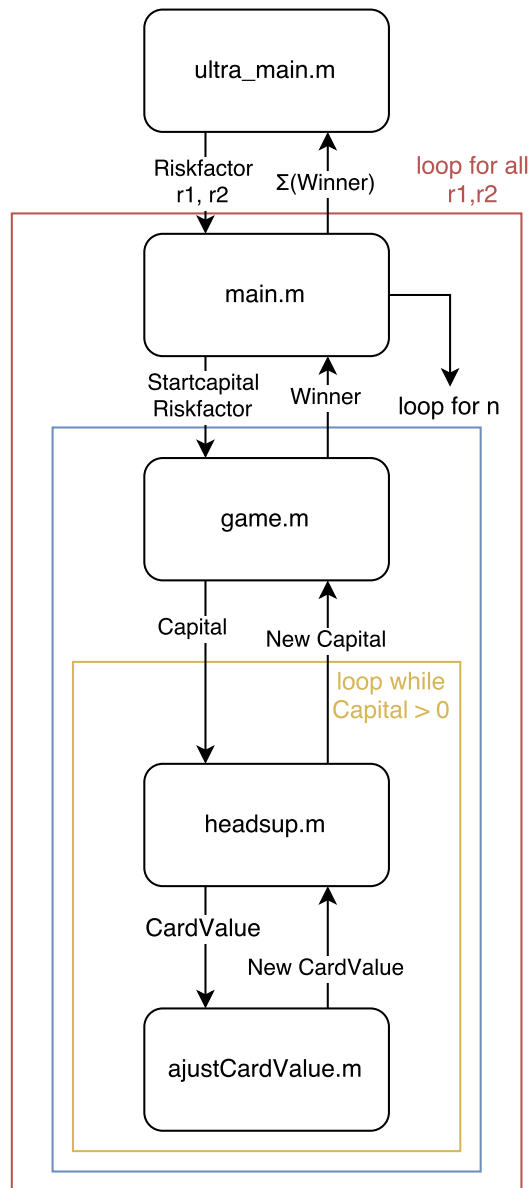 ultra_main.m
Riskfactor
r1, r2
Σ(Winner)
loop for all
r1,r2
main.m
Startcapital
Riskfactor
Winner
loop for n
game.m
Capital
New Capital
loop while
Capital > 0
headsup.m
CardValue
New CardValue
ajustCardValue.m